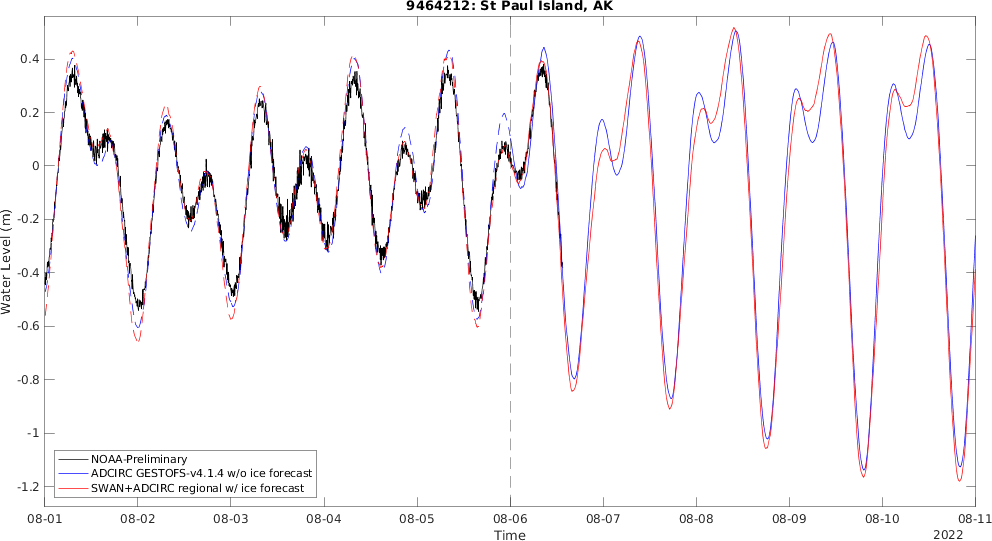 9464212: St Paul Island, AK
Water Level (m)
0.4
0.2
0
-0.2
-0.4
-0.6
-0.8
-1
-1.2
NOAA-Preliminary
ADCIRC GESTOFS-v4.1.4 w/o ice forecast
SWAN+ADCIRC regional w/ ice forecast
08-01 08-02 08-03 08-04 08-05 08-06 08-07 08-08 08-09 08-10 08-11
Time
2022